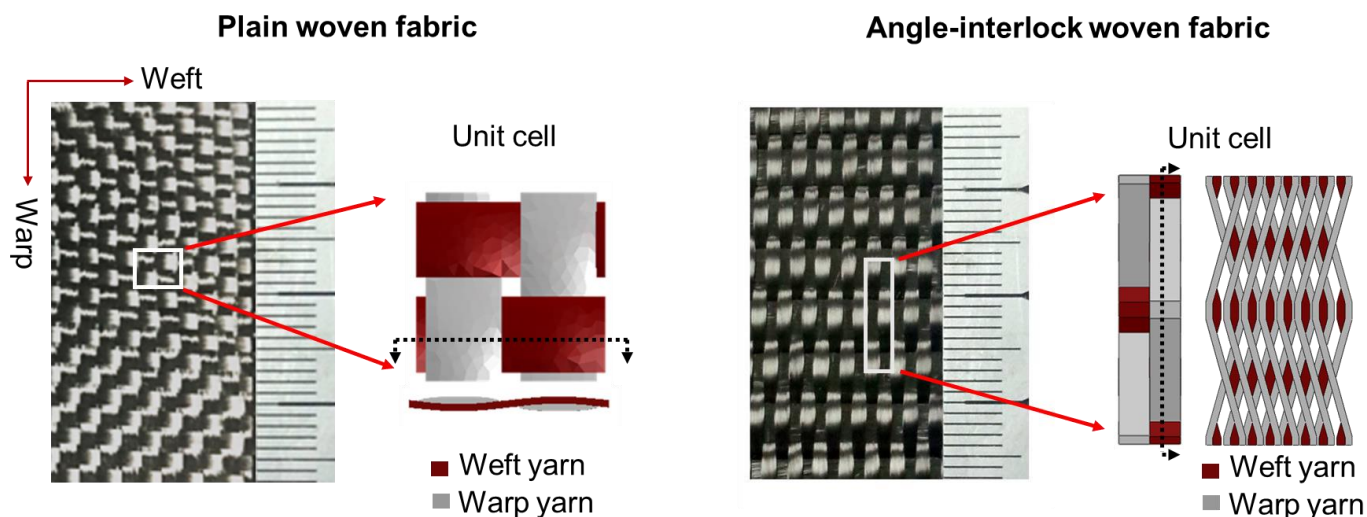 Plain woven fabric
Angle-interlock woven fabric
Weft
Warp
Unit cell
Unit cell
Weft yarn
Warp yarn
Weft yarn
Warp yarn